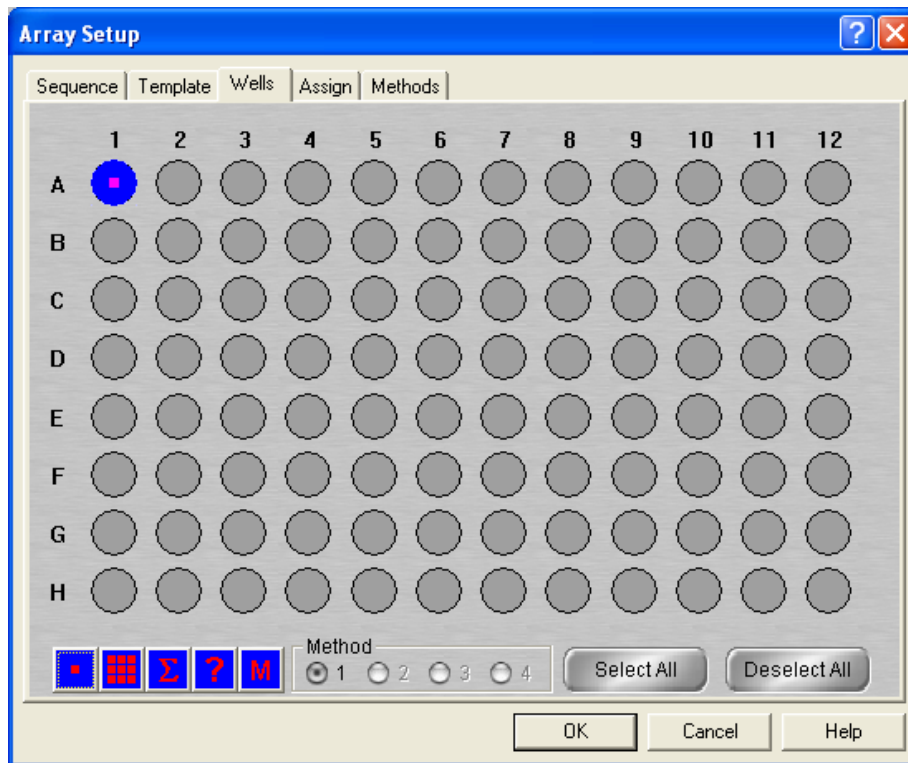 Array Setup
?
Sequence Template Wells Assign Methods
1 2 3 4 5 6 7 8 9 10 11 12
A
B
C
D
E
F
G
H
Method
Σ ? M 1 2 3 4 Select All Deselect All
OK Cancel Help